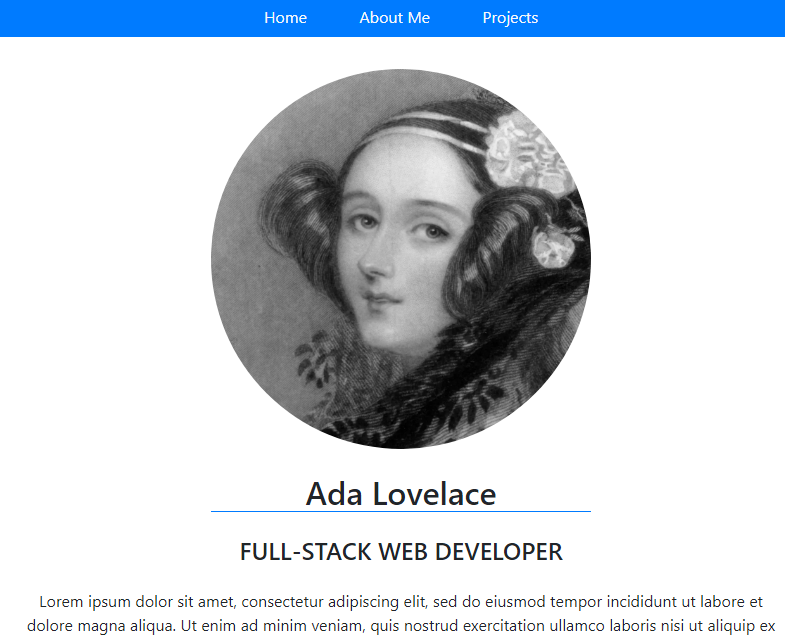 Home About Me Projects
Ada Lovelace
FULL-STACK WEB DEVELOPER
Lorem ipsum dolor sit amet, consectetur adipiscing elit, sed do eiusmod tempor incididunt ut labore et
dolore magna aliqua. Ut enim ad minim veniam, quis nostrud exercitation ullamco laboris nisi ut aliquip ex